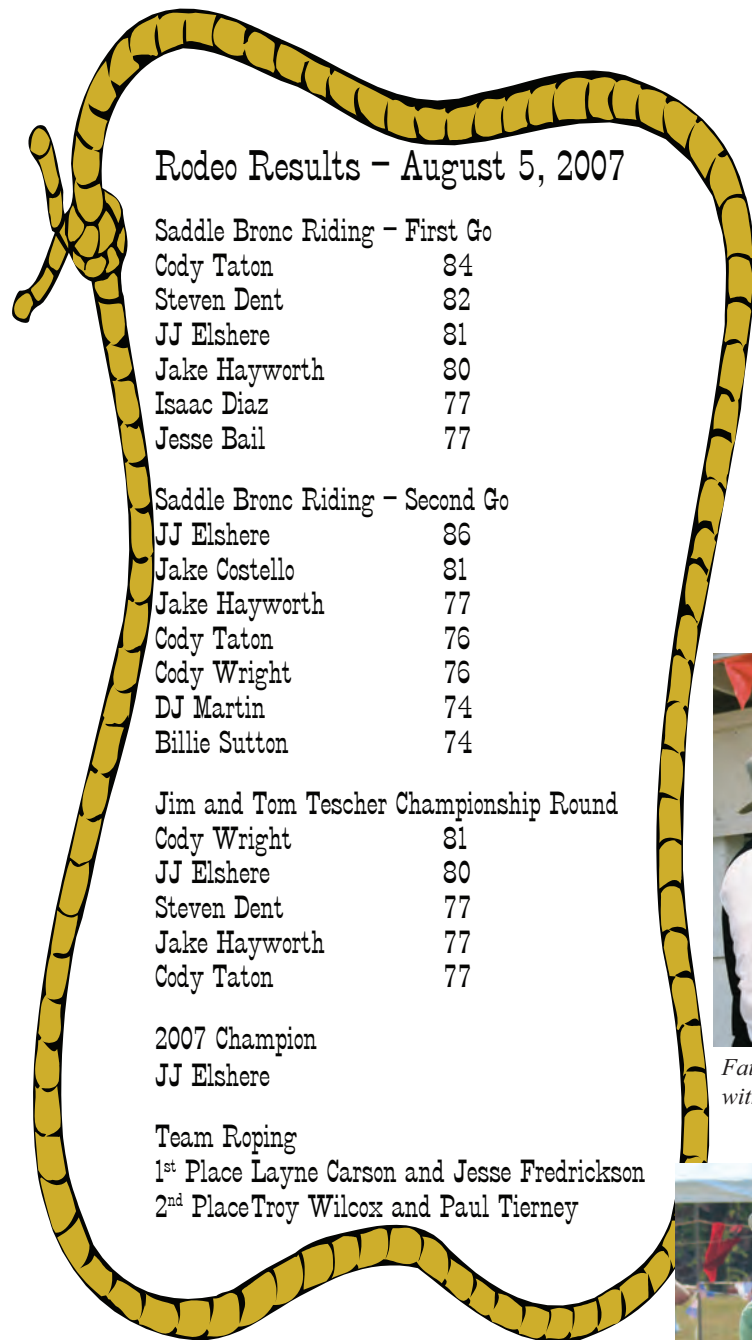 Rodeo Results – August 5, 2007
Saddle Bronc Riding – First Go
Cody Taton 84
Steven Dent 82
JJ Elshere 81
Jake Hayworth 80
Isaac Diaz 77
Jesse Bail 77
Saddle Bronc Riding – Second Go
JJ Elshere 86
Jake Costello 81
Jake Hayworth 77
Cody Taton 76
Cody Wright 76
DJ Martin 74
Billie Sutton 74
Jim and Tom Tescher Championship Round
Cody Wright 81
JJ Elshere 80
Steven Dent 77
Jake Hayworth 77
Cody Taton 77
2007 Champion
JJ Elshere
Team Roping
1st Place Layne Carson and Jesse Fredrickson
2nd PlaceTroy Wilcox and Paul Tierney